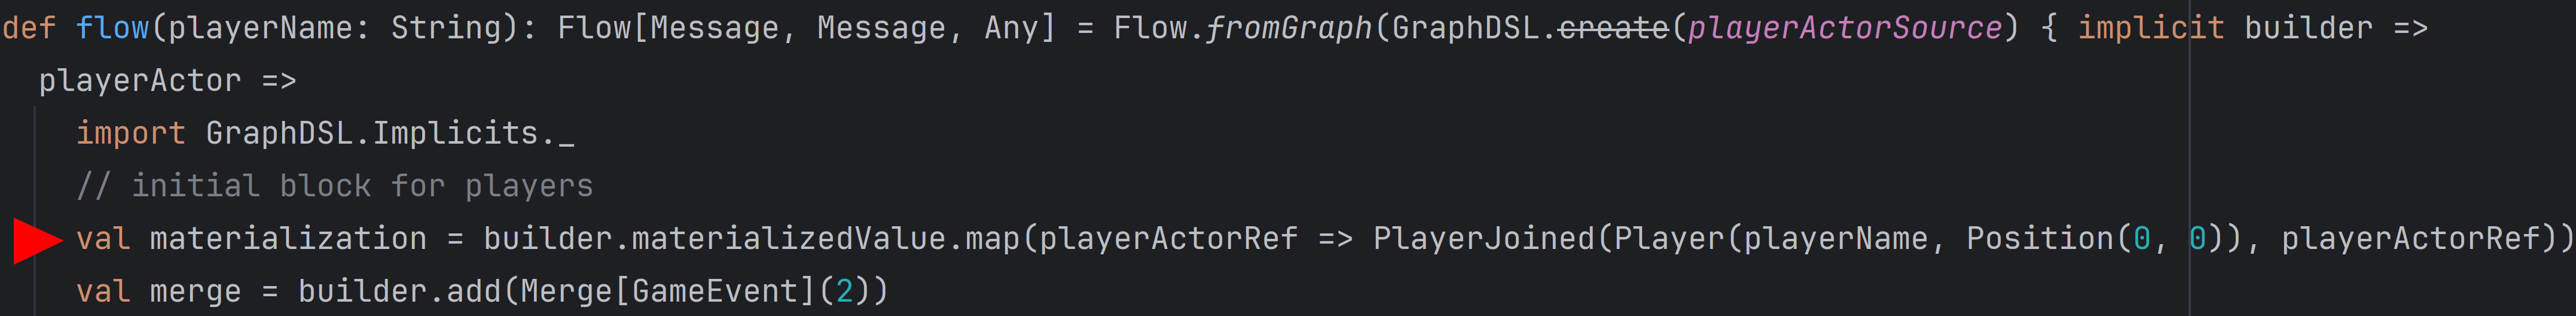 def flow(playerName: String): Flow[Message, Message, Any] = Flow.fromGraph(GraphDSL.create(playerActorSource) { implicit builder =>
  playerActor =>
    import GraphDSL.Implicits._
    // initial block for players
    val materialization = builder.materializedValue.map(playerActorRef => PlayerJoined(Player(playerName, Position(0, 0)), playerActorRef))
    val merge = builder.add(Merge[GameEvent](2))